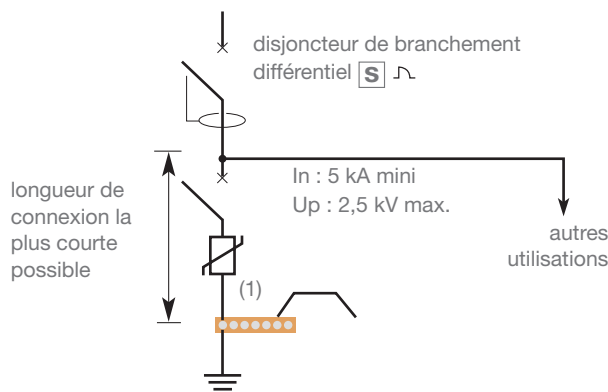 disjoncteur de branchement
différentiel S
In : 5 kA mini
Up : 2,5 kV max.
longueur de
connexion la
plus courte
possible
autres
utilisations
(1)